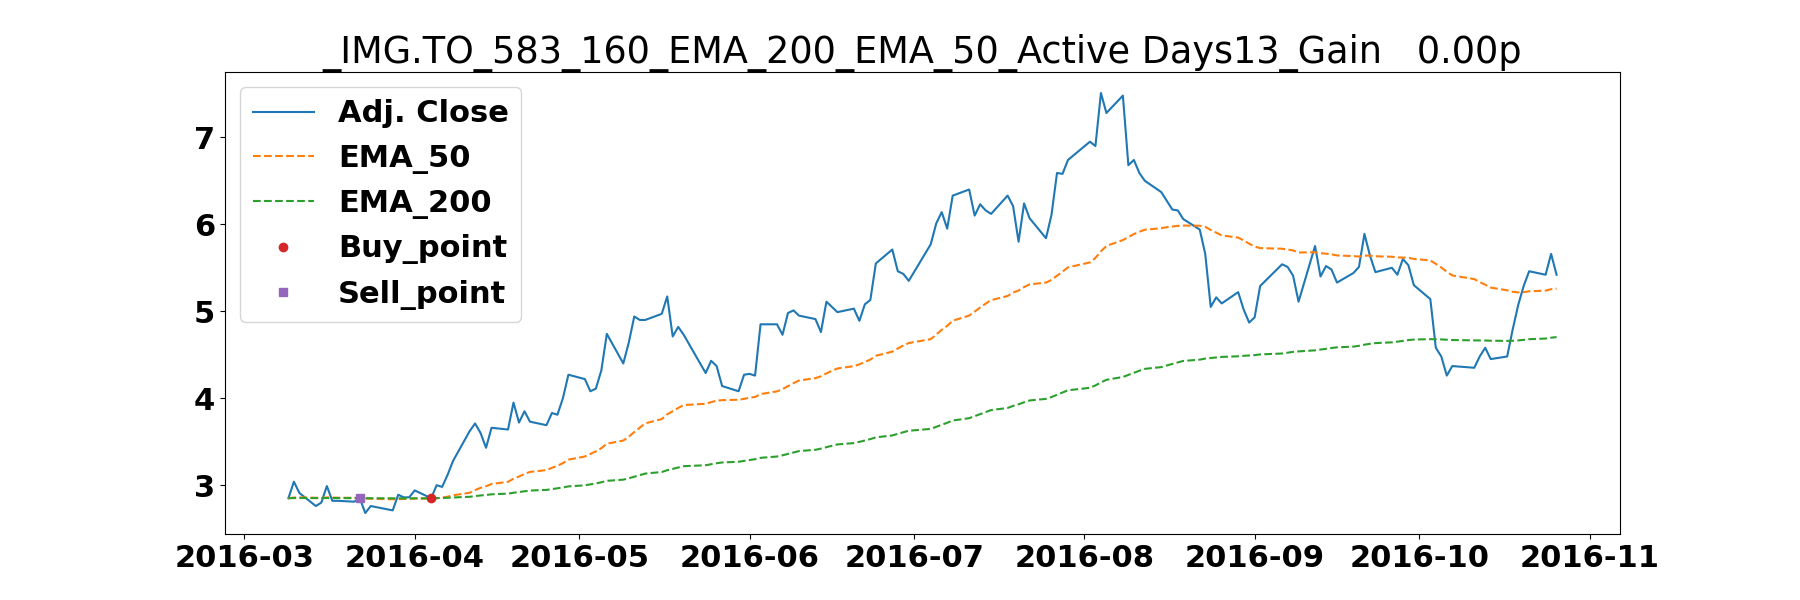 _IMG.TO_583_160_EMA_200_EMA_50_Active Days13_Gain   0.00p
Adj. Close
EMA_50
EMA_200
Buy_point
Sell_point
7
6
5
4
3
2016-03 2016-04 2016-05 2016-06 2016-07 2016-08 2016-09 2016-10 2016-11